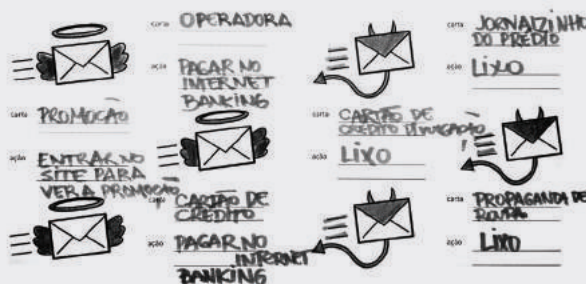 carta OPERADORA
ação PAGAR NO
INTERNET
BANKING
carta PROMOÇÃO
ação ENTRAR NO
SITE PARA
VER A PROMOÇÃO
carta CARTÃO DE
CRÉDITO
ação PAGAR NO
INTERNET
BANKING
carta JORNALZINHO
DO PRÉDIO
ação LIXO
carta CARTÃO DE
CRÉDITO DIVULGAÇÃO
ação LIXO
carta PROPAGANDA DE
ROUPA
ação LIXO